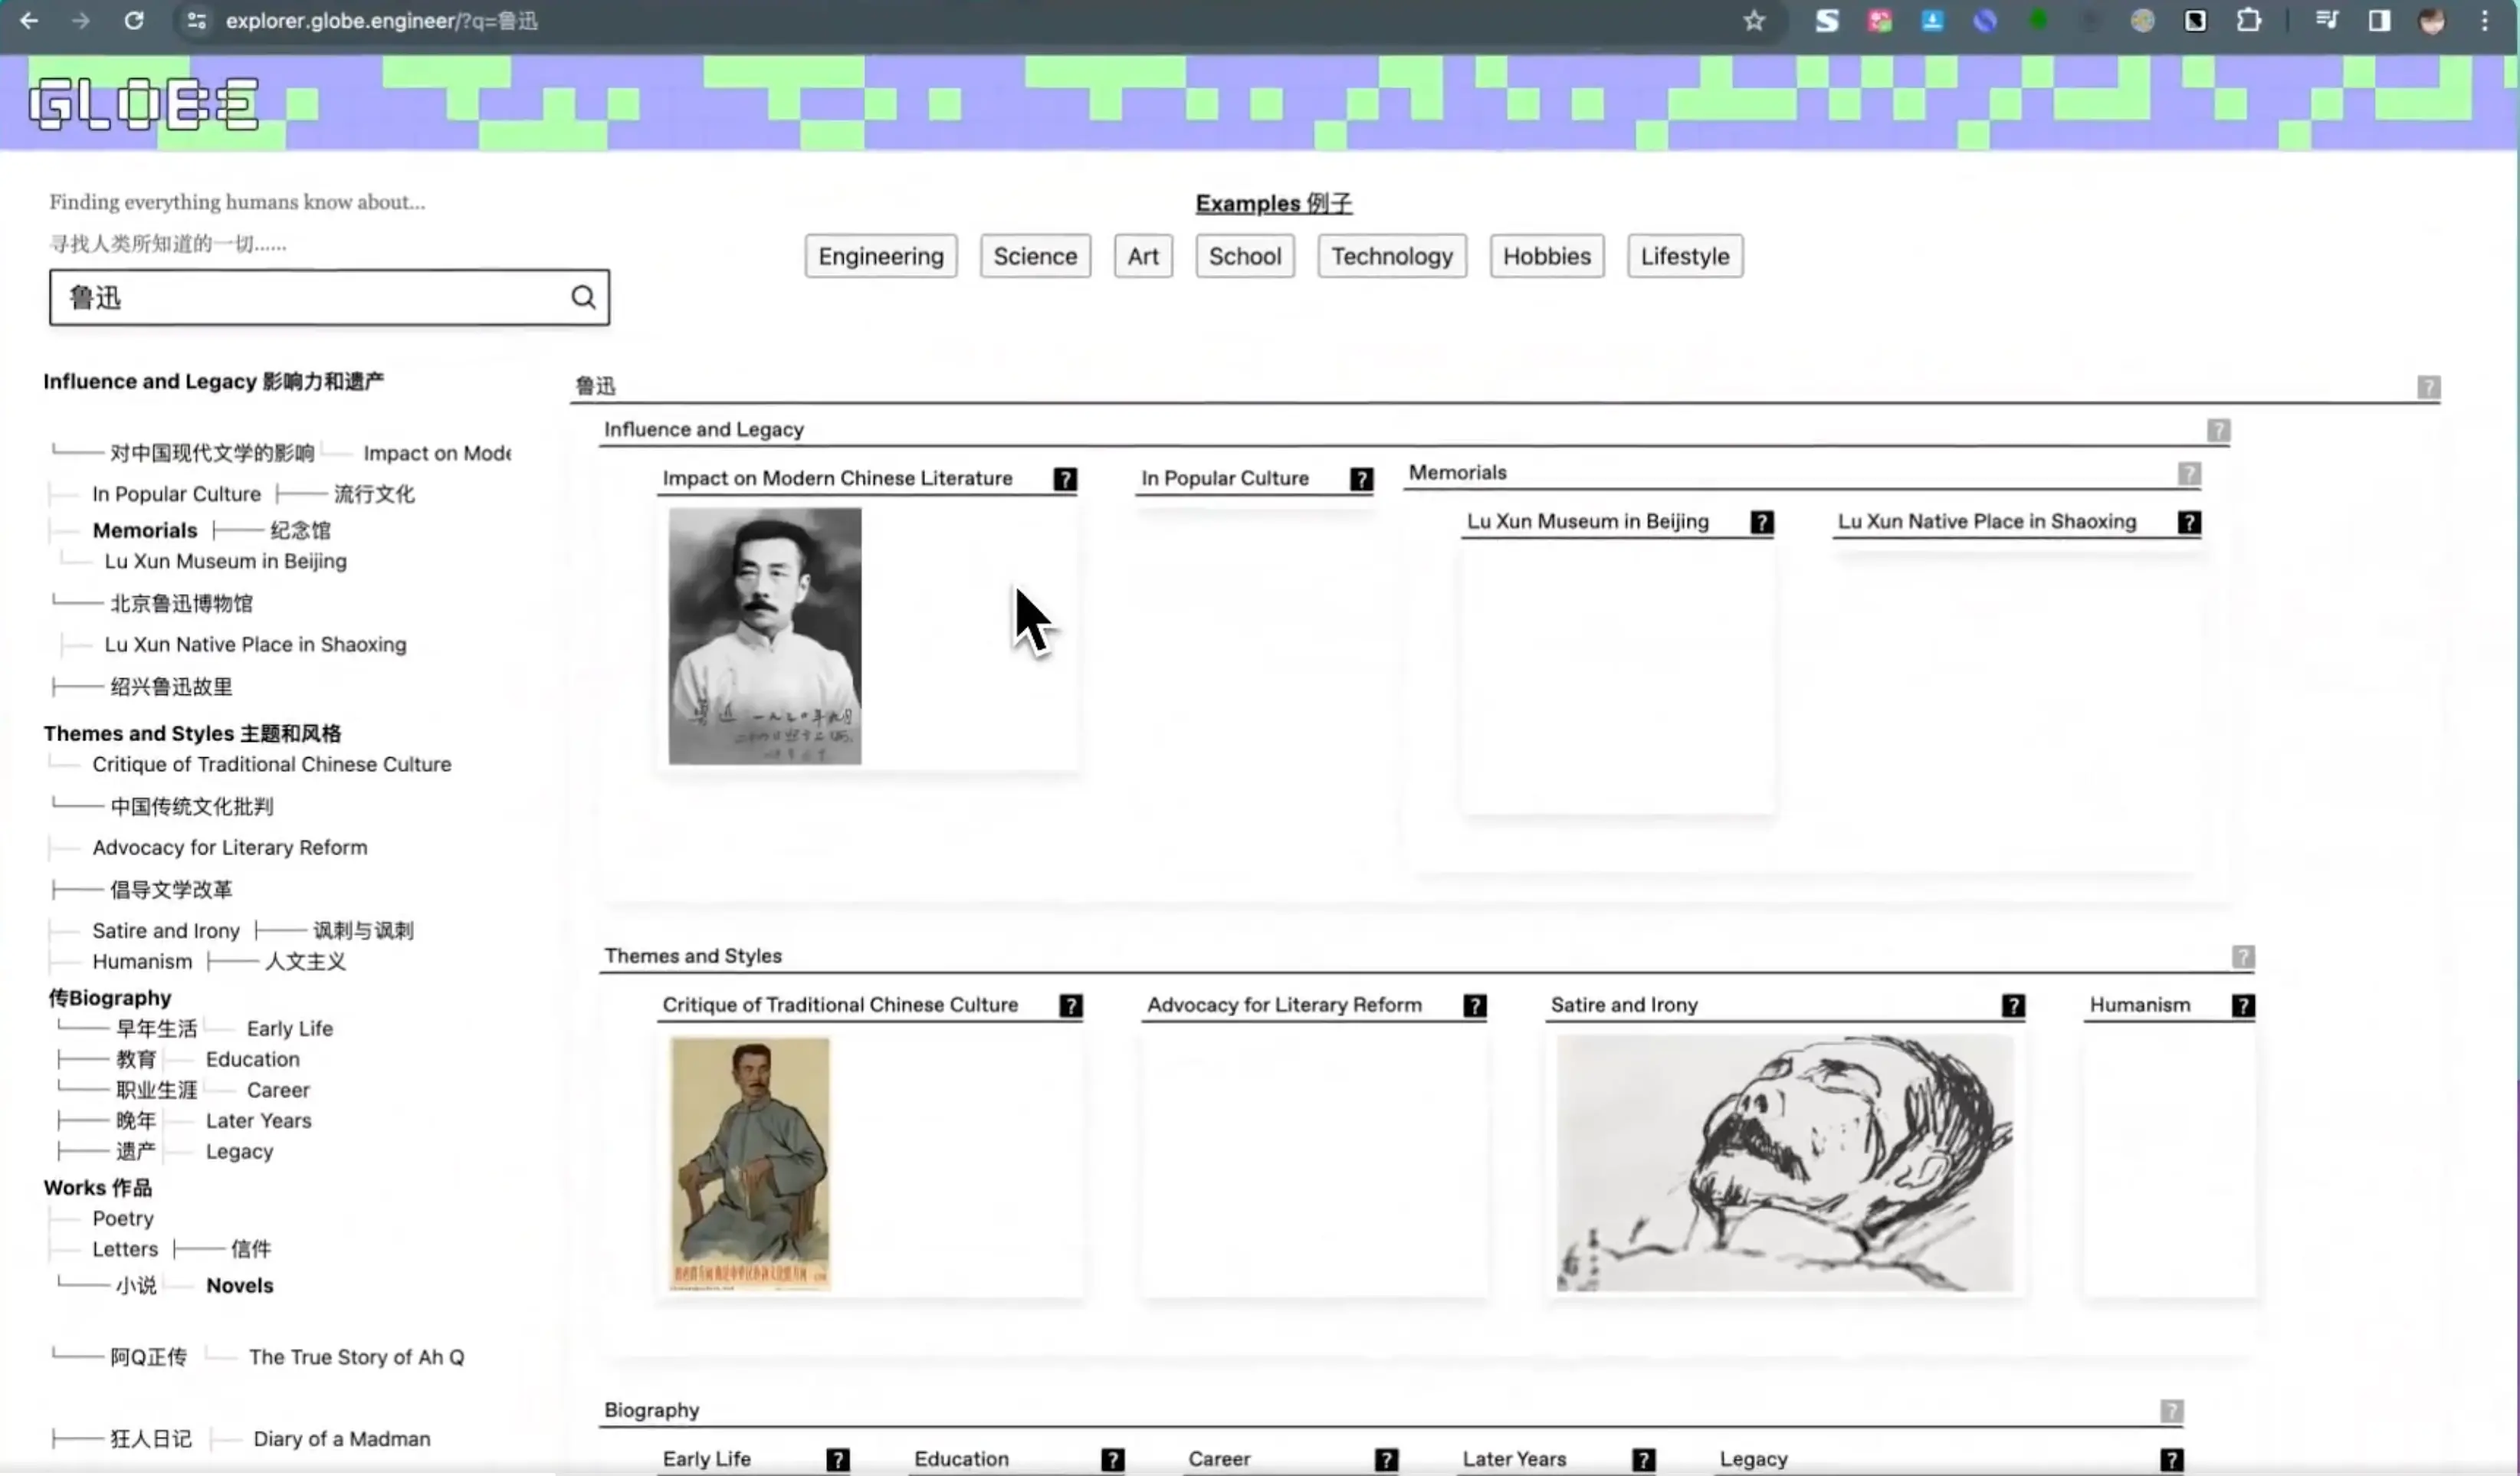 explorer.globe.engineer/?q=鲁迅
GLOBE
Finding everything humans know about...
寻找人类所知道的一切......
鲁迅
Examples 例子
Engineering Science Art School Technology Hobbies Lifestyle
Influence and Legacy 影响力和遗产
对中国现代文学的影响 Impact on Mode
In Popular Culture 流行文化
Memorials 纪念馆
Lu Xun Museum in Beijing
北京鲁迅博物馆
Lu Xun Native Place in Shaoxing
绍兴鲁迅故里
Themes and Styles 主题和风格
Critique of Traditional Chinese Culture
中国传统文化批判
Advocacy for Literary Reform
倡导文学改革
Satire and Irony 讽刺与讽刺
Humanism 人文主义
传Biography
早年生活 Early Life
教育 Education
职业生涯 Career
晚年 Later Years
遗产 Legacy
Works 作品
Poetry
Letters 信件
小说 Novels
阿Q正传 The True Story of Ah Q
狂人日记 Diary of a Madman
鲁迅 ?
Influence and Legacy ?
Impact on Modern Chinese Literature ?
In Popular Culture ?
Memorials ?
Lu Xun Museum in Beijing ?
Lu Xun Native Place in Shaoxing ?
Themes and Styles ?
Critique of Traditional Chinese Culture ?
Advocacy for Literary Reform ?
Satire and Irony ?
Humanism ?
Biography ?
Early Life ?
Education ?
Career ?
Later Years ?
Legacy ?